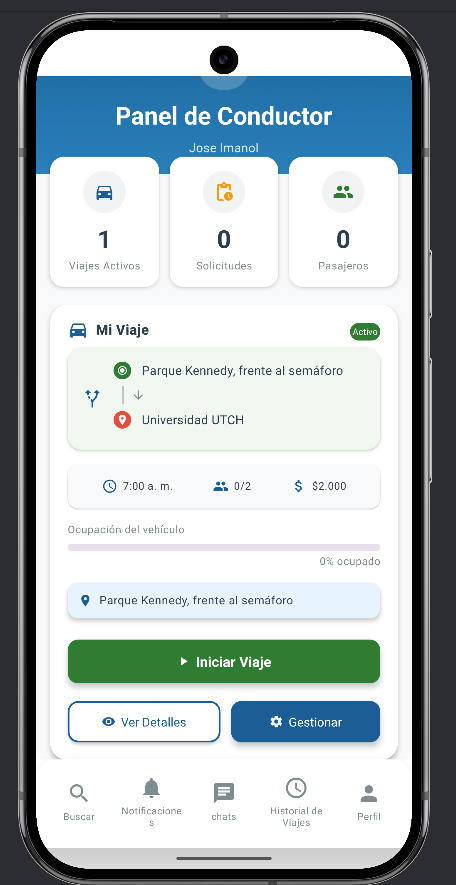 Panel de Conductor
Jose Imanol
1
Viajes Activos
0
Solicitudes
0
Pasajeros
Mi Viaje
Activo
Parque Kennedy, frente al semáforo
Universidad UTCH
7:00 a. m.
0/2
$ $2.000
Ocupación del vehículo
0% ocupado
Parque Kennedy, frente al semáforo
Iniciar Viaje
Ver Detalles
Gestionar
Buscar
Notificacione
s
chats
Historial de
Viajes
Perfil